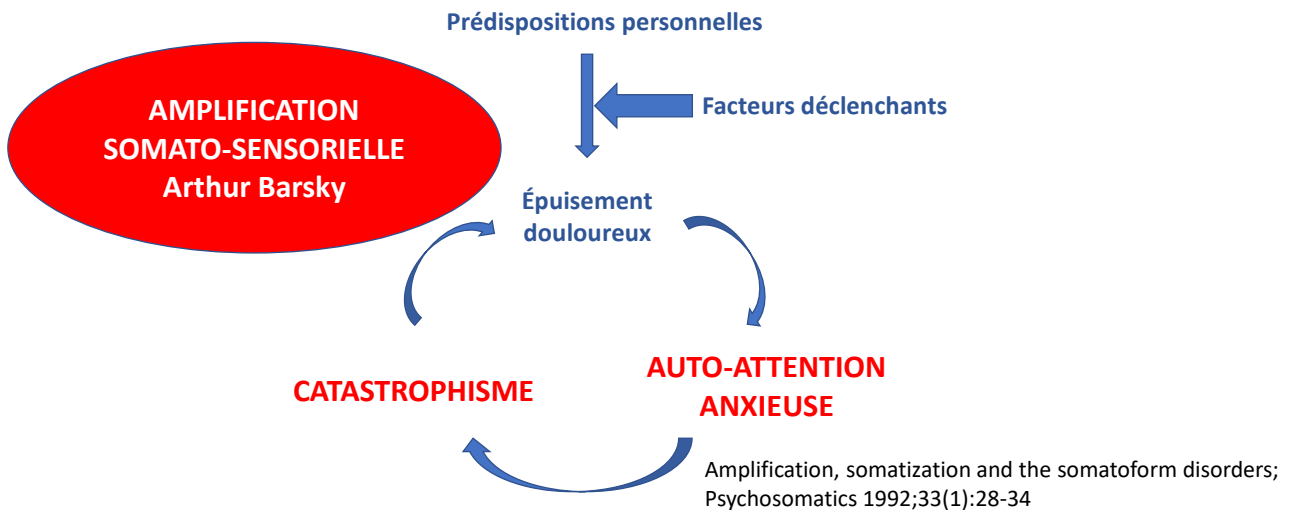 Prédispositions personnelles
AMPLIFICATION
SOMATO-SENSORIELLE
Arthur Barsky
Facteurs déclenchants
Épuisement
douloureux
CATASTROPHISME
AUTO-ATTENTION
ANXIEUSE
Amplification, somatization and the somatoform disorders;
Psychosomatics 1992;33(1):28-34